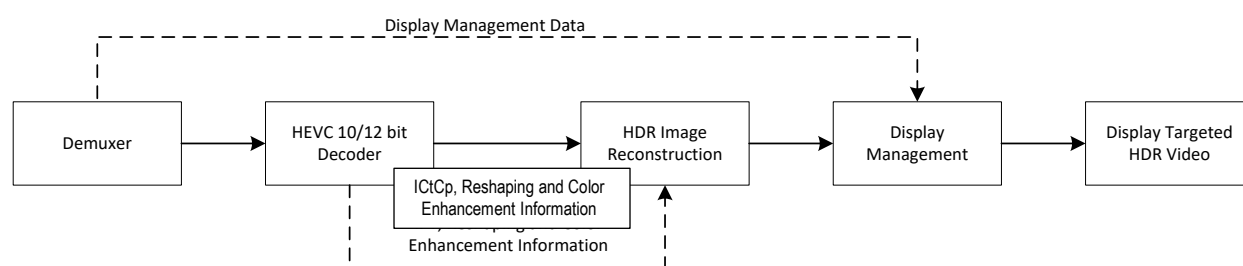 Display Management Data
Demuxer
HEVC 10/12 bit
Decoder
HDR Image
Reconstruction
Display
Management
Display Targeted
HDR Video
ICtCp, Reshaping and Color
Enhancement Information
Enhancement Information